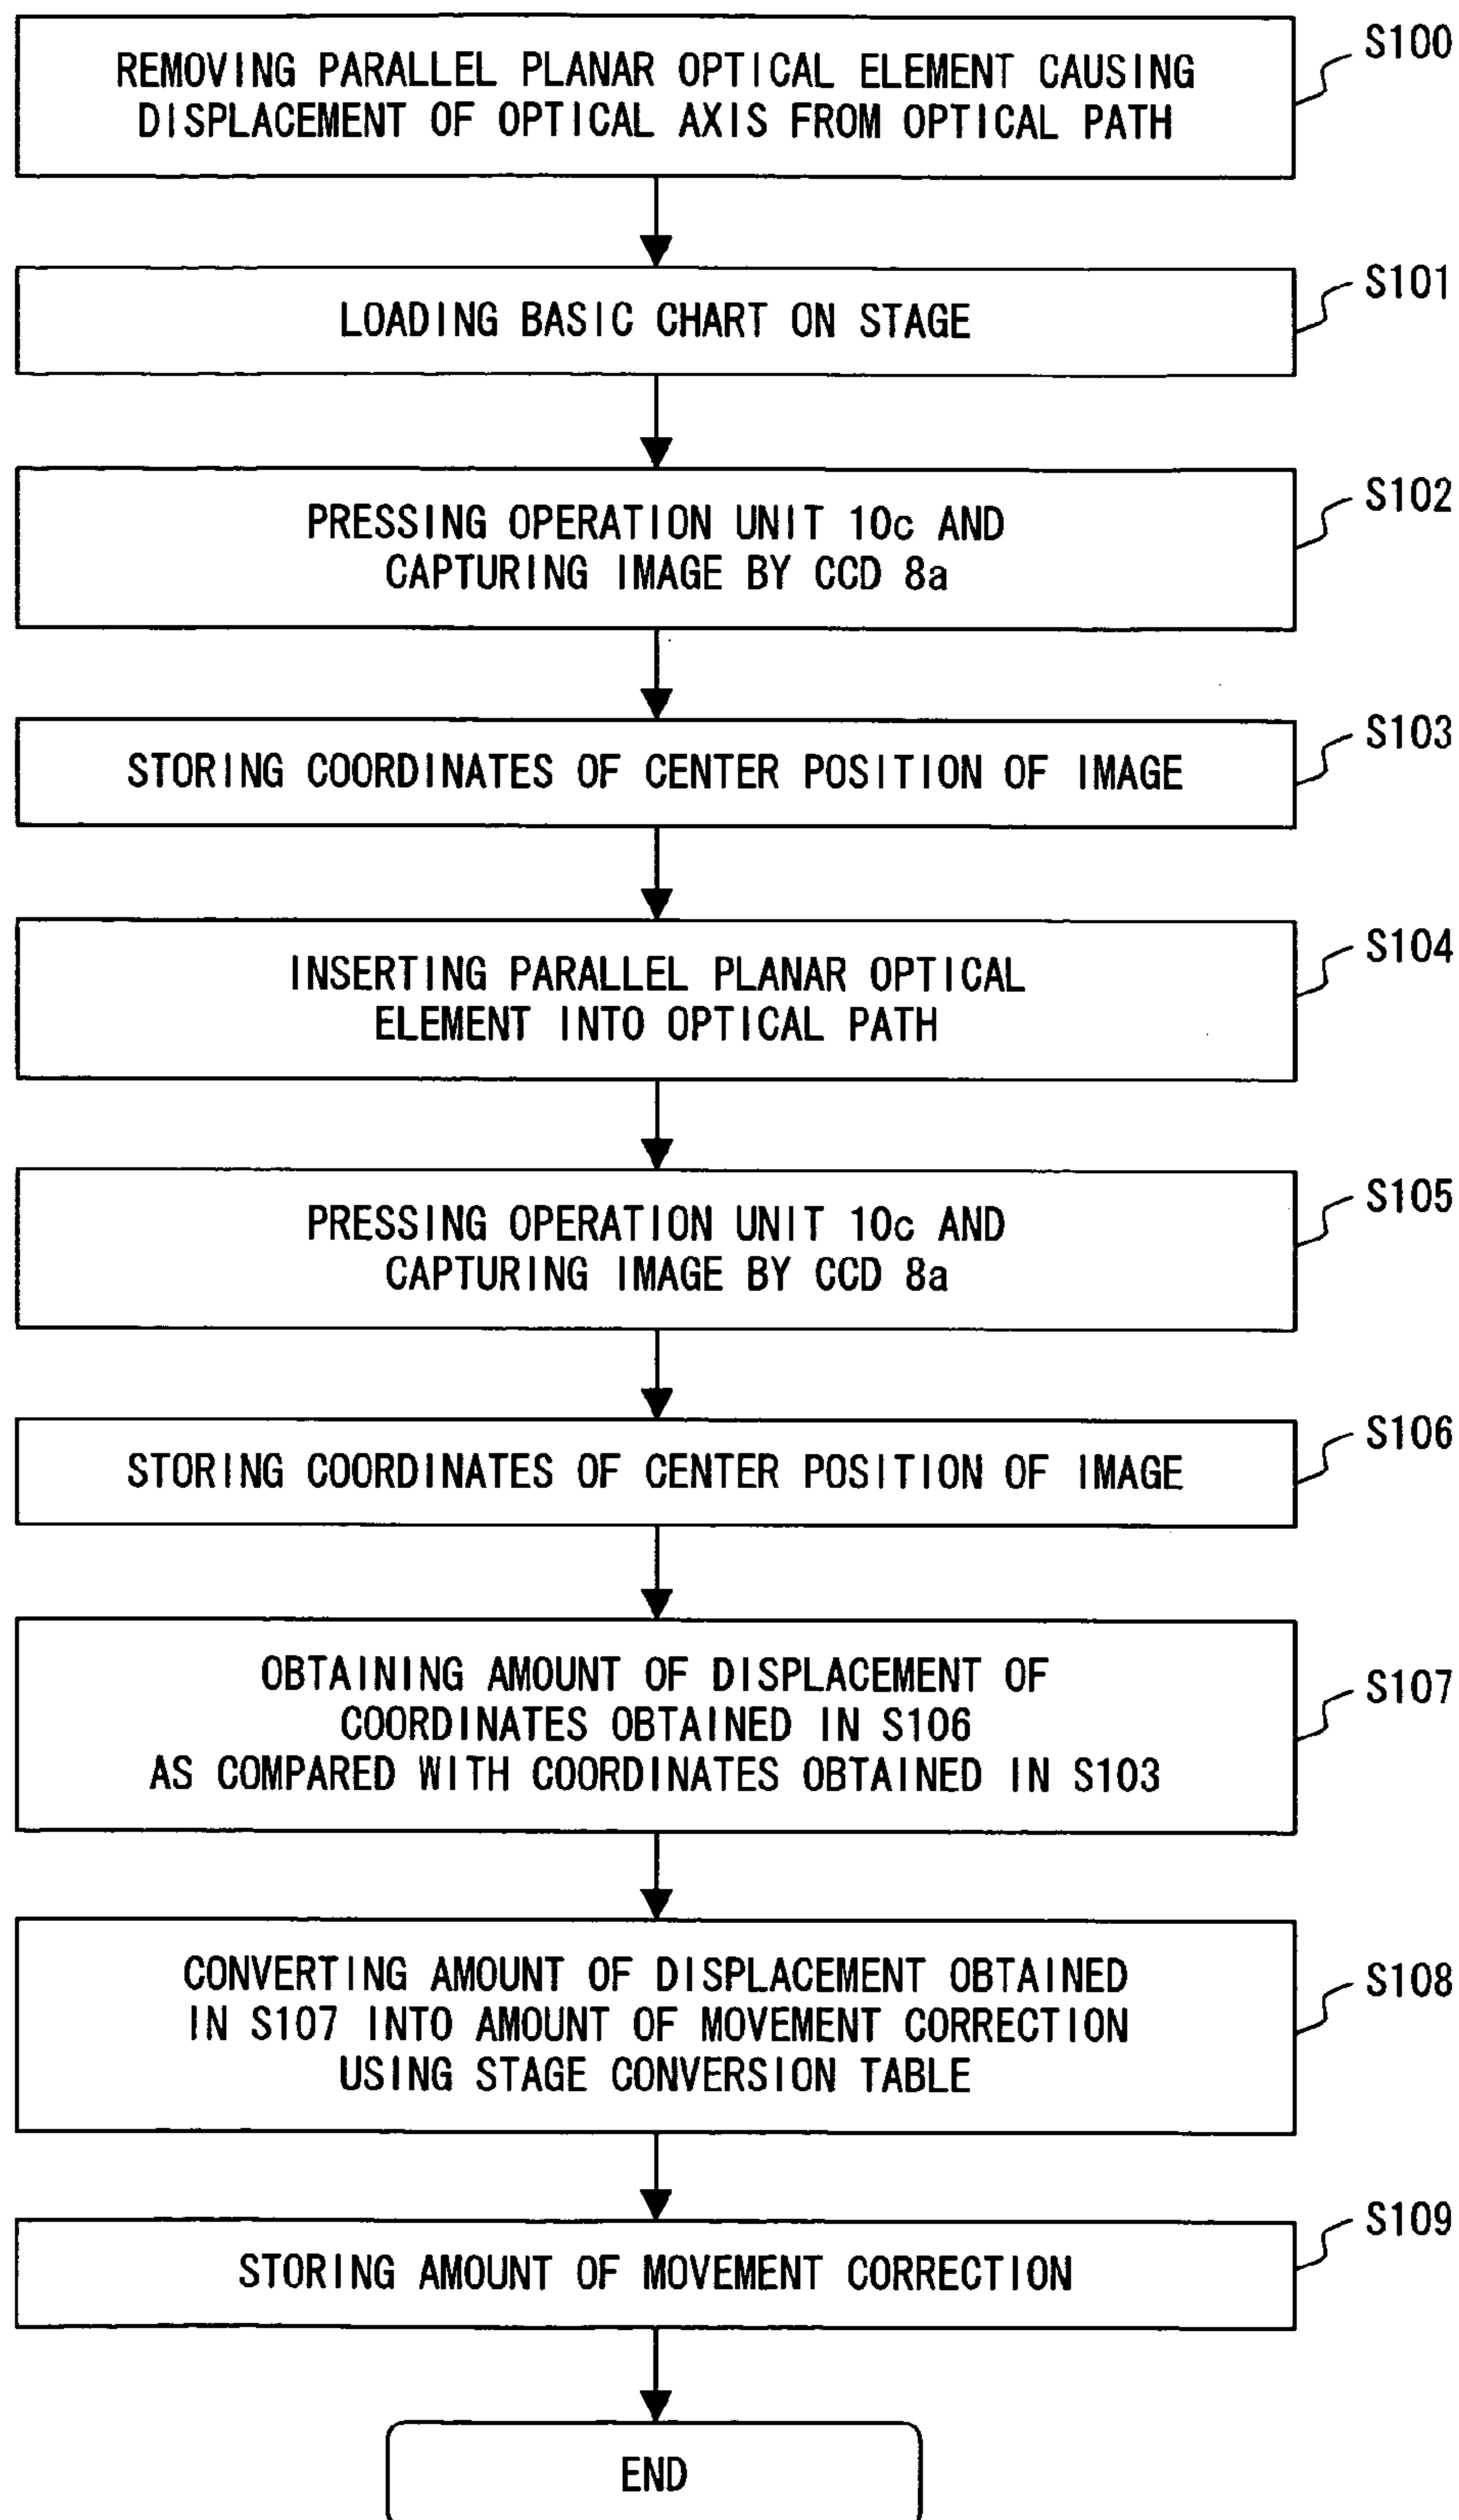 S100
REMOVING PARALLEL PLANAR OPTICAL ELEMENT CAUSING
DISPLACEMENT OF OPTICAL AXIS FROM OPTICAL PATH
S101
LOADING BASIC CHART ON STAGE
S102
PRESSING OPERATION UNIT 10c AND
CAPTURING IMAGE BY CCD 8a
S103
STORING COORDINATES OF CENTER POSITION OF IMAGE
S104
INSERTING PARALLEL PLANAR OPTICAL
ELEMENT INTO OPTICAL PATH
S105
PRESSING OPERATION UNIT 10c AND
CAPTURING IMAGE BY CCD 8a
S106
STORING COORDINATES OF CENTER POSITION OF IMAGE
S107
OBTAINING AMOUNT OF DISPLACEMENT OF
COORDINATES OBTAINED IN S106
AS COMPARED WITH COORDINATES OBTAINED IN S103
S108
CONVERTING AMOUNT OF DISPLACEMENT OBTAINED
IN S107 INTO AMOUNT OF MOVEMENT CORRECTION
USING STAGE CONVERSION TABLE
S109
STORING AMOUNT OF MOVEMENT CORRECTION
END